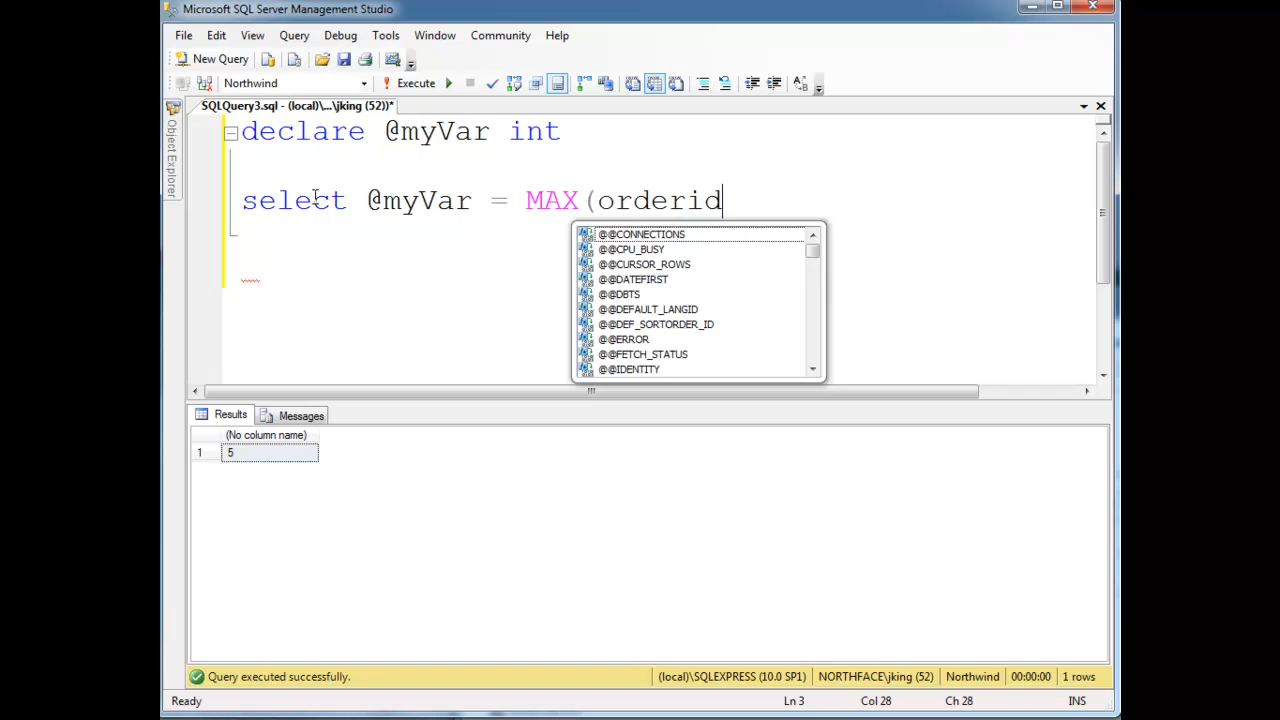 Microsoft SQL Server Management Studio
File Edit View Query Debug Tools Window Community Help
New Query
Northwind Execute
SQLQuery3.sql - (local)\...\jking (52))*
Object Explorer
declare @myVar int
select @myVar = MAX(orderid
@@CONNECTIONS
@@CPU_BUSY
@@CURSOR_ROWS
@@DATEFIRST
@@DBTS
@@DEFAULT_LANGID
@@DEF_SORTORDER_ID
@@ERROR
@@FETCH_STATUS
@@IDENTITY
Results Messages
(No column name)
1 5
Query executed successfully. (local)\SQLEXPRESS (10.0 SP1) NORTHFACE\jking (52) Northwind 00:00:00 1 rows
Ready Ln 3 Col 28 Ch 28 INS